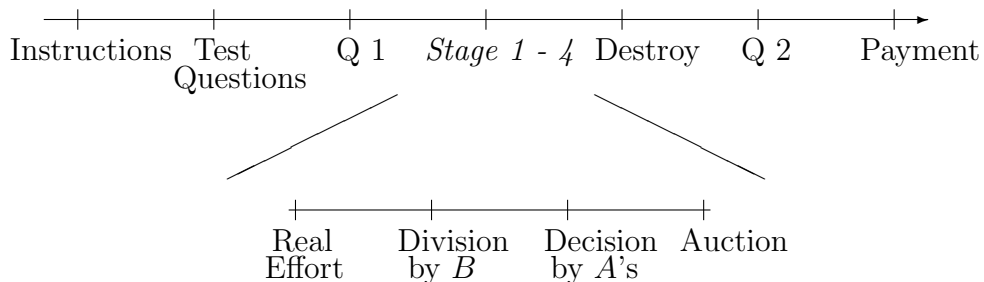 Instructions Test Questions Q 1 Stage 1 - 4 Destroy Q 2 Payment
Real Effort Division by B Decision by A's Auction